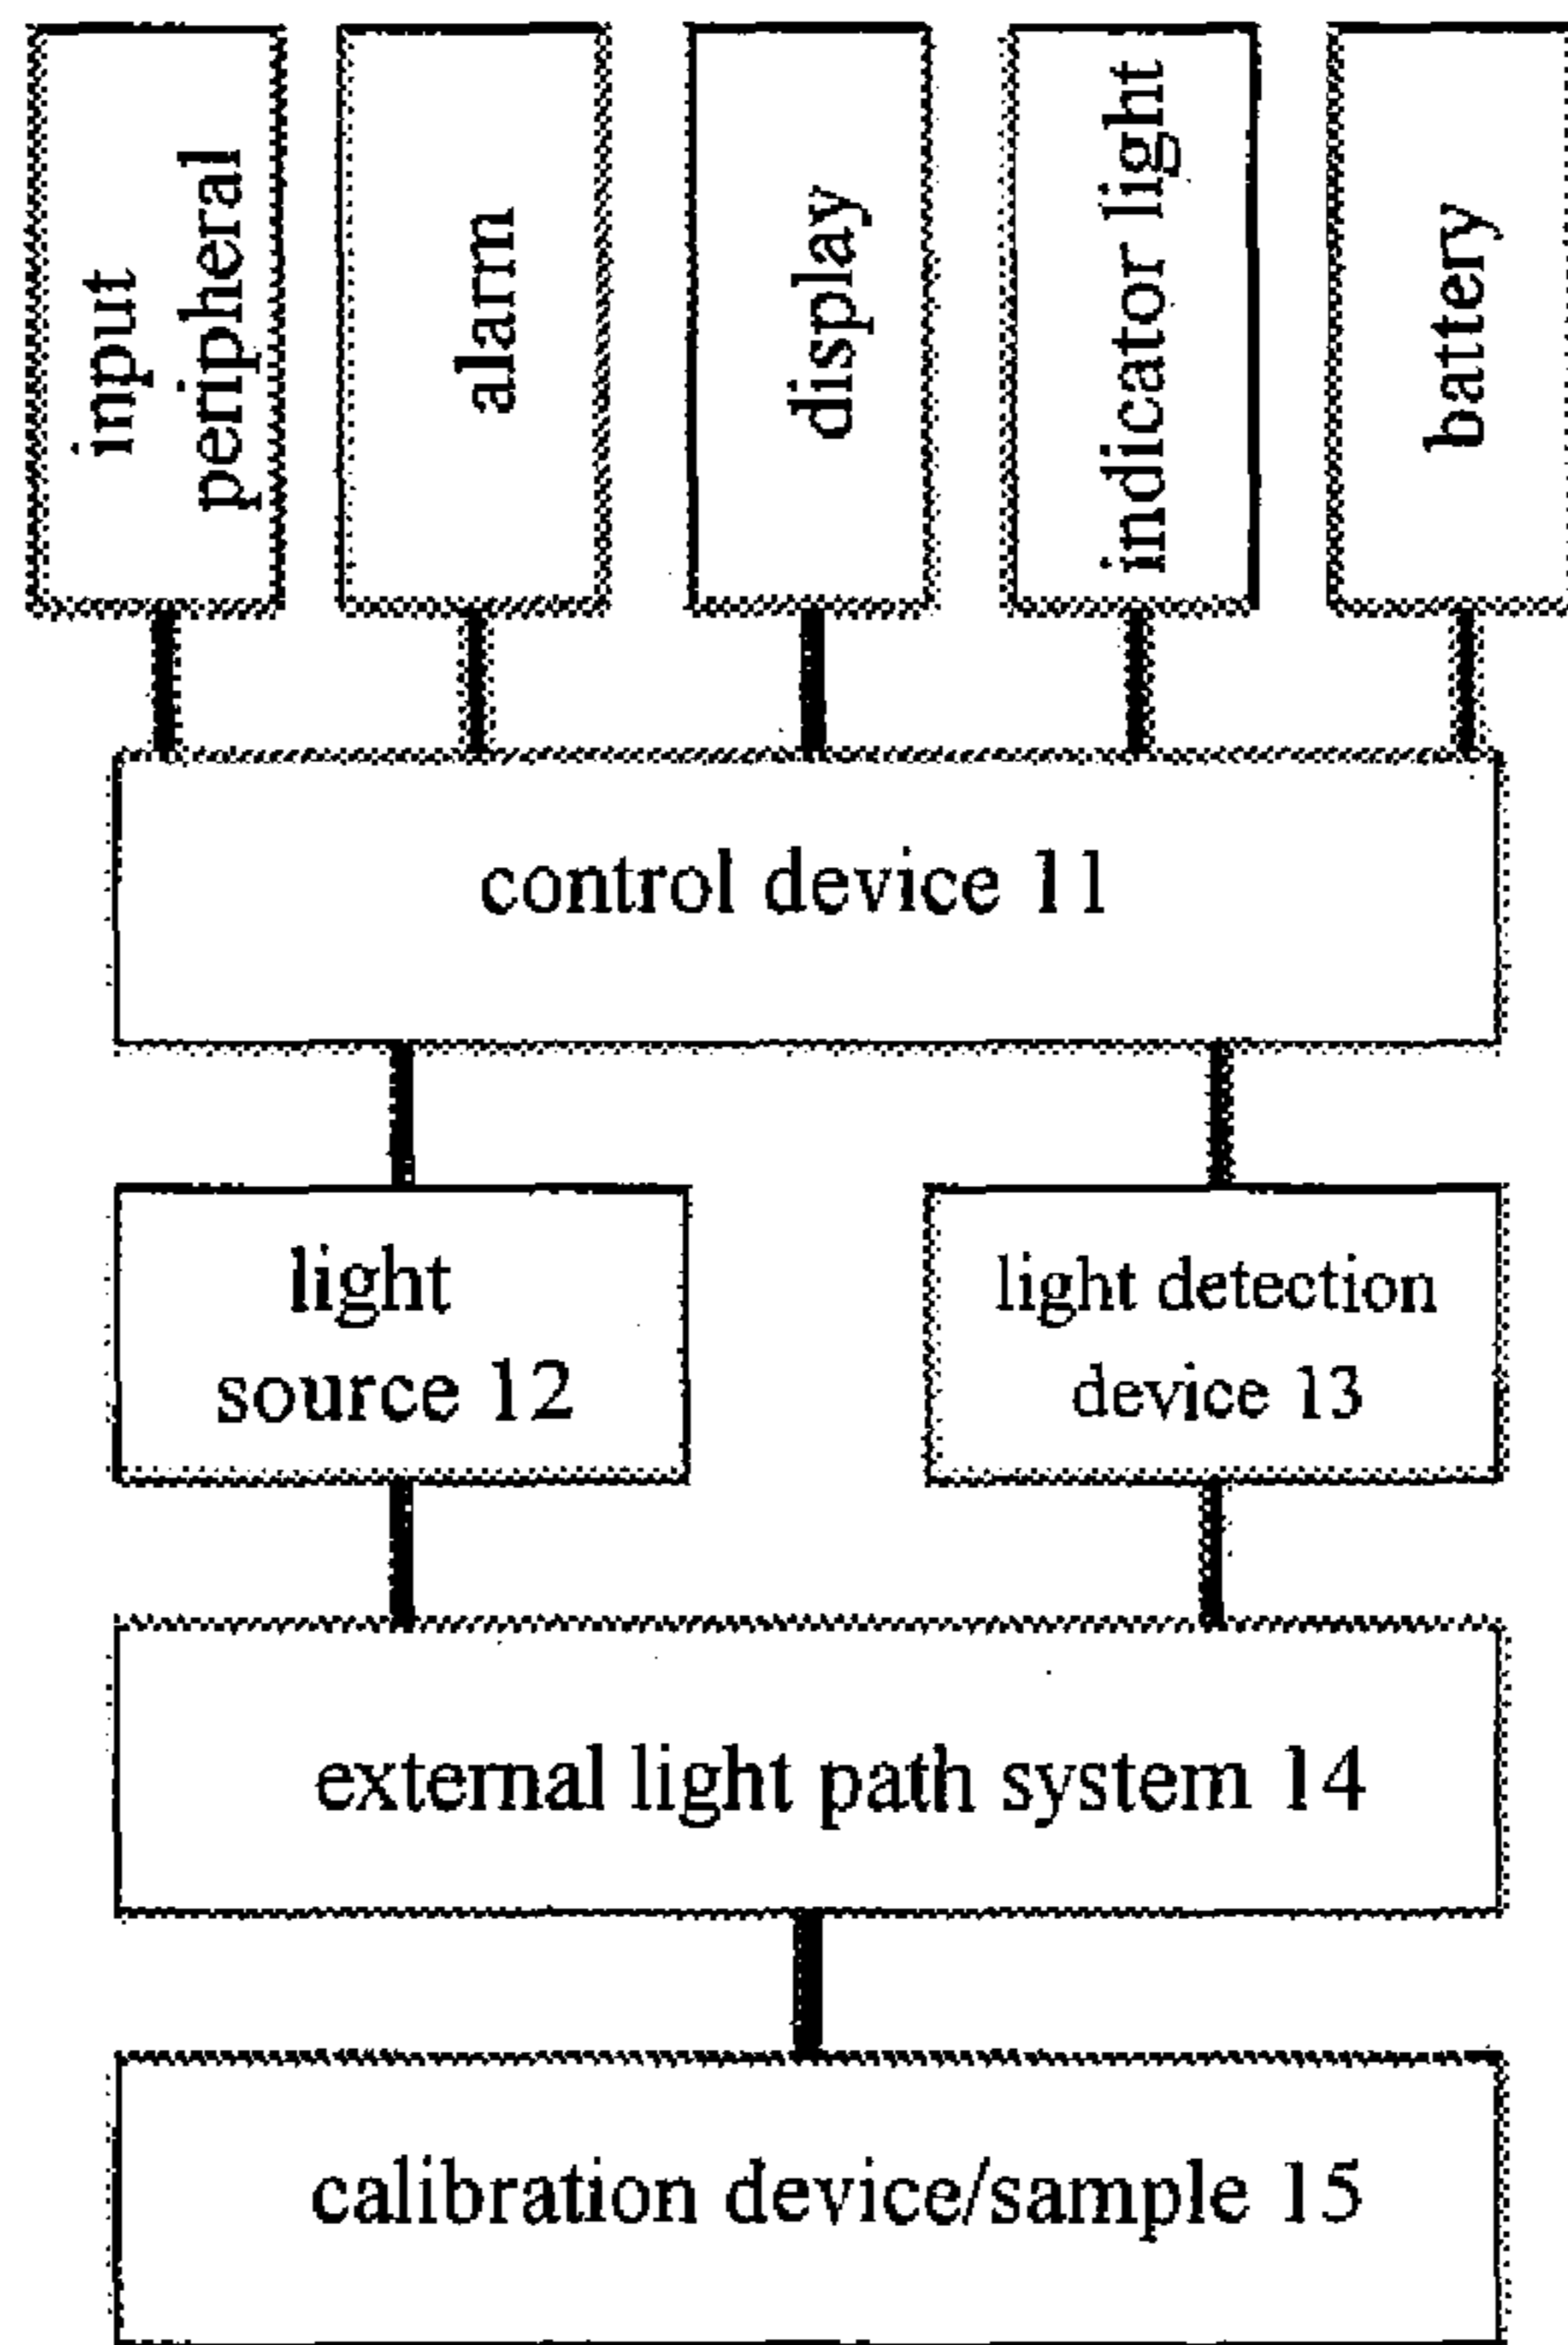 input
peripheral
alarm
display
indicator light
battery
control device 11
light
source 12
light detection
device 13
external light path system 14
calibration device/sample 15